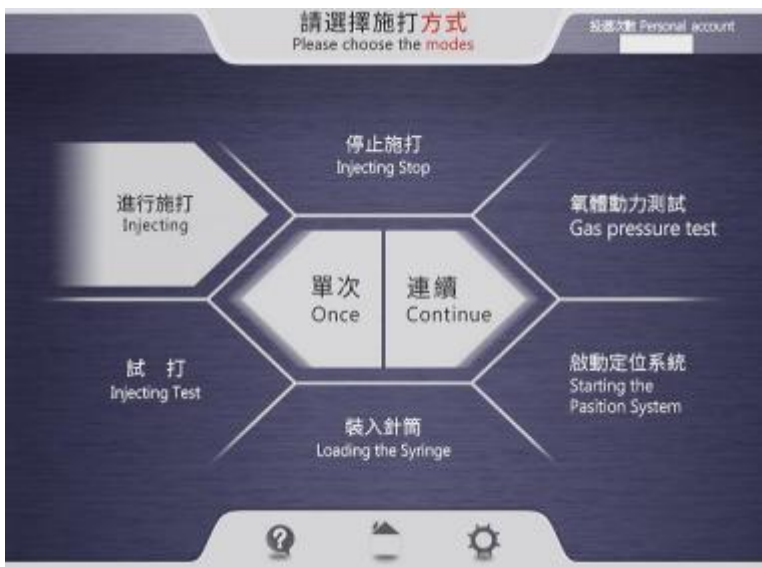 請選擇施打方式
Please choose the modes
Personal account
停止施打
Injecting Stop
進行施打
Injecting
氧體動力測試
Gas pressure test
單次
Once
連續
Continue
試 打
Injecting Test
啟動定位系統
Starting the
Pasition System
裝入針筒
Loading the Syringe